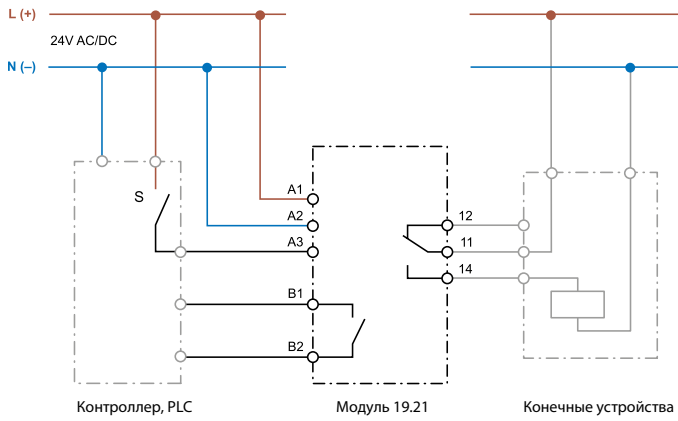 L (+)
24V AC/DC
N (–)
S
A1
A2
A3
B1
B2
12
11
14
Контроллер, PLC
Модуль 19.21
Конечные устройства